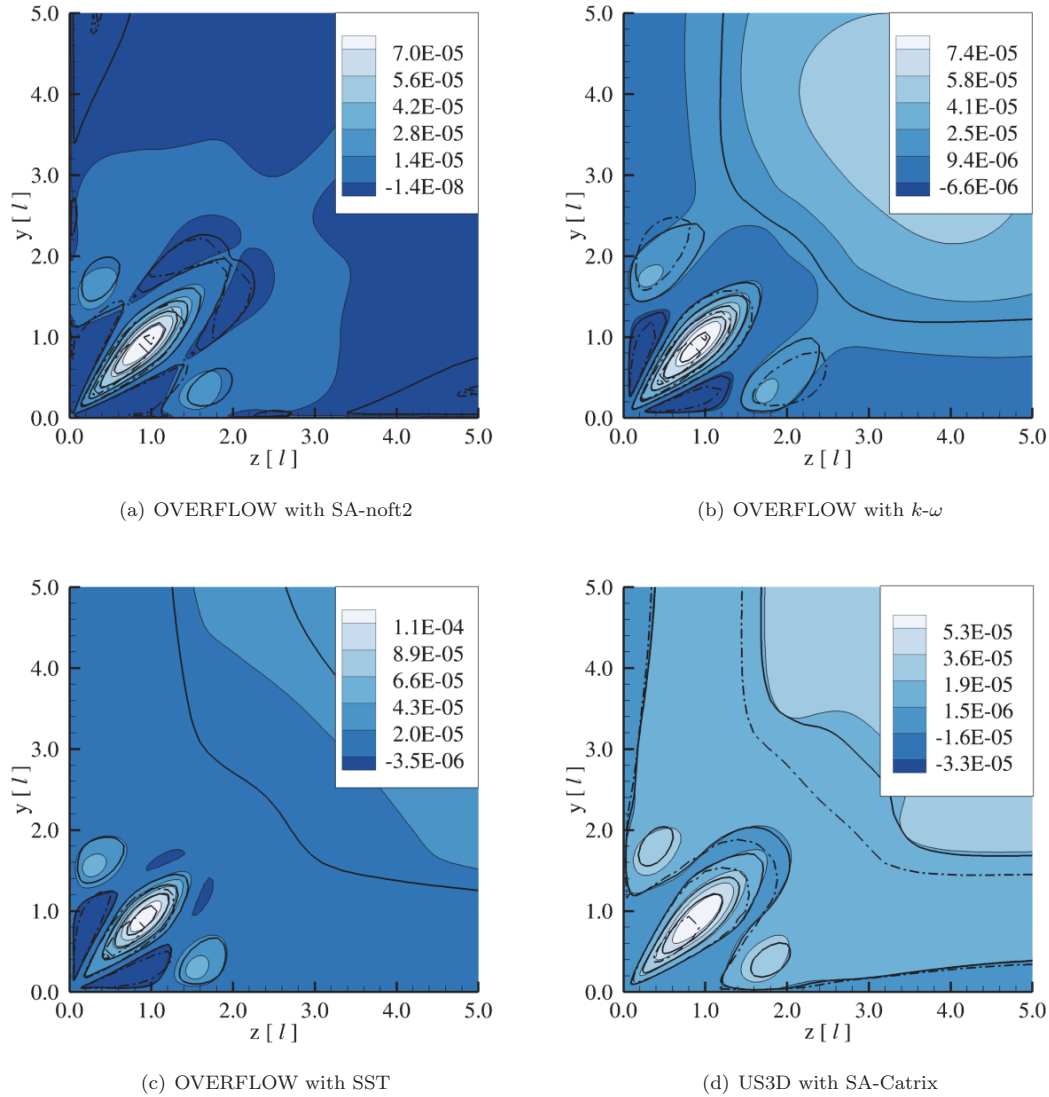 5.0
4.0
3.0
2.0
1.0
0.0
y [ l ]
0.0 1.0 2.0 3.0 4.0 5.0
z [ l ]
7.0E-05
5.6E-05
4.2E-05
2.8E-05
1.4E-05
-1.4E-08
(a) OVERFLOW with SA-noft2
5.0
4.0
3.0
2.0
1.0
0.0
y [ l ]
0.0 1.0 2.0 3.0 4.0 5.0
z [ l ]
7.4E-05
5.8E-05
4.1E-05
2.5E-05
9.4E-06
-6.6E-06
(b) OVERFLOW with k-ω
5.0
4.0
3.0
2.0
1.0
0.0
y [ l ]
0.0 1.0 2.0 3.0 4.0 5.0
z [ l ]
1.1E-04
8.9E-05
6.6E-05
4.3E-05
2.0E-05
-3.5E-06
(c) OVERFLOW with SST
5.0
4.0
3.0
2.0
1.0
0.0
y [ l ]
0.0 1.0 2.0 3.0 4.0 5.0
z [ l ]
5.3E-05
3.6E-05
1.9E-05
1.5E-06
-1.6E-05
-3.3E-05
(d) US3D with SA-Catrix